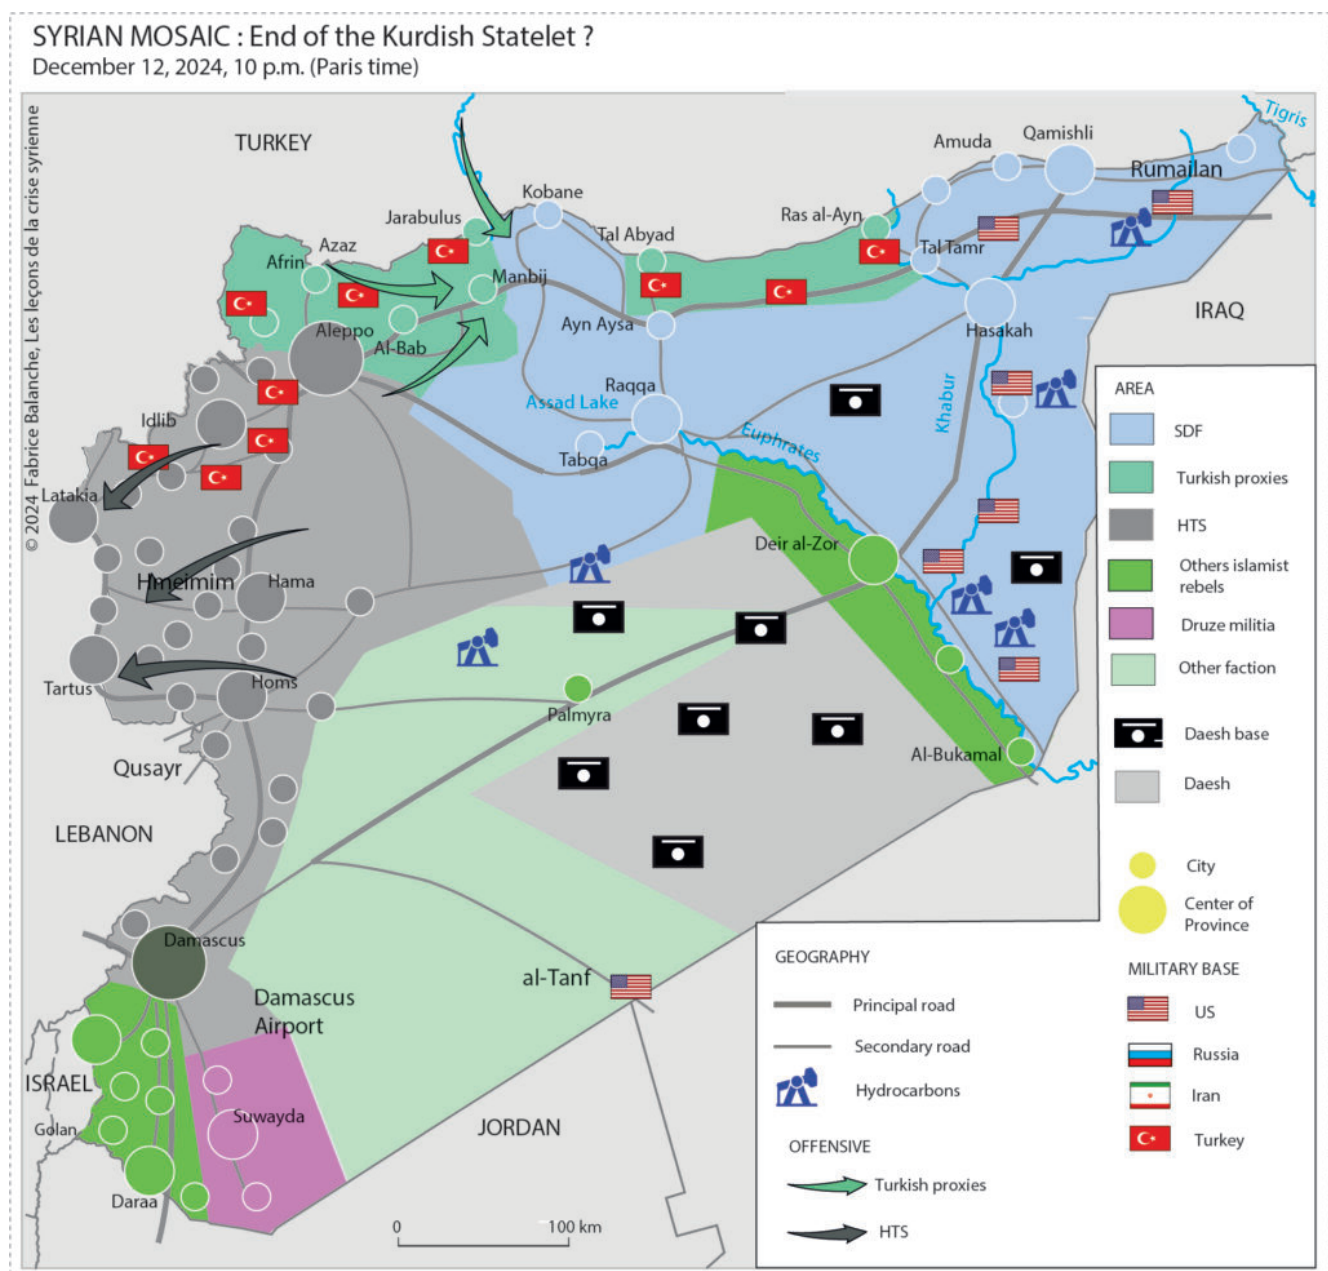 SYRIAN MOSAIC : End of the Kurdish Statelet ?
December 12, 2024, 10 p.m. (Paris time)
© 2024 Fabrice Balanche, Les leçons de la crise syrienne
TURKEY
Tigris
Qamishli
Amuda
Rumailan
Kobane
Jarabulus
Ras al-Ayn
Tal Abyad
Azaz
Tal Tamr
Afrin
Manbij
IRAQ
Aleppo
Ayn Aysa
Hasakah
Al-Bab
Raqqa
Assad Lake
Khabur
Idlib
Euphrates
Tabqa
Latakia
Deir al-Zor
Hmeimim
Hama
Tartus
Homs
Palmyra
Al-Bukamal
Qusayr
LEBANON
Damascus
al-Tanf
Damascus
Airport
ISRAEL
Golan
Suwayda
JORDAN
Daraa
0
100 km
AREA
SDF
Turkish proxies
HTS
Others islamist
rebels
Druze militia
Other faction
Daesh base
Daesh
City
Center of
Province
GEOGRAPHY
Principal road
Secondary road
Hydrocarbons
OFFENSIVE
Turkish proxies
HTS
MILITARY BASE
US
Russia
Iran
Turkey